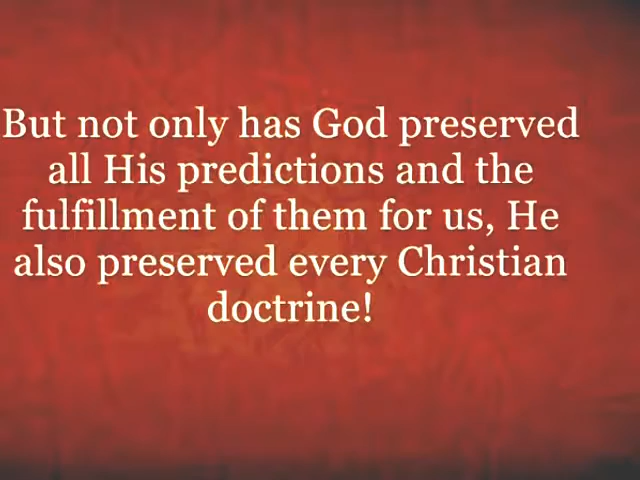 But not only has God preserved
all His predictions and the
fulfillment of them for us, He
also preserved every Christian
doctrine!